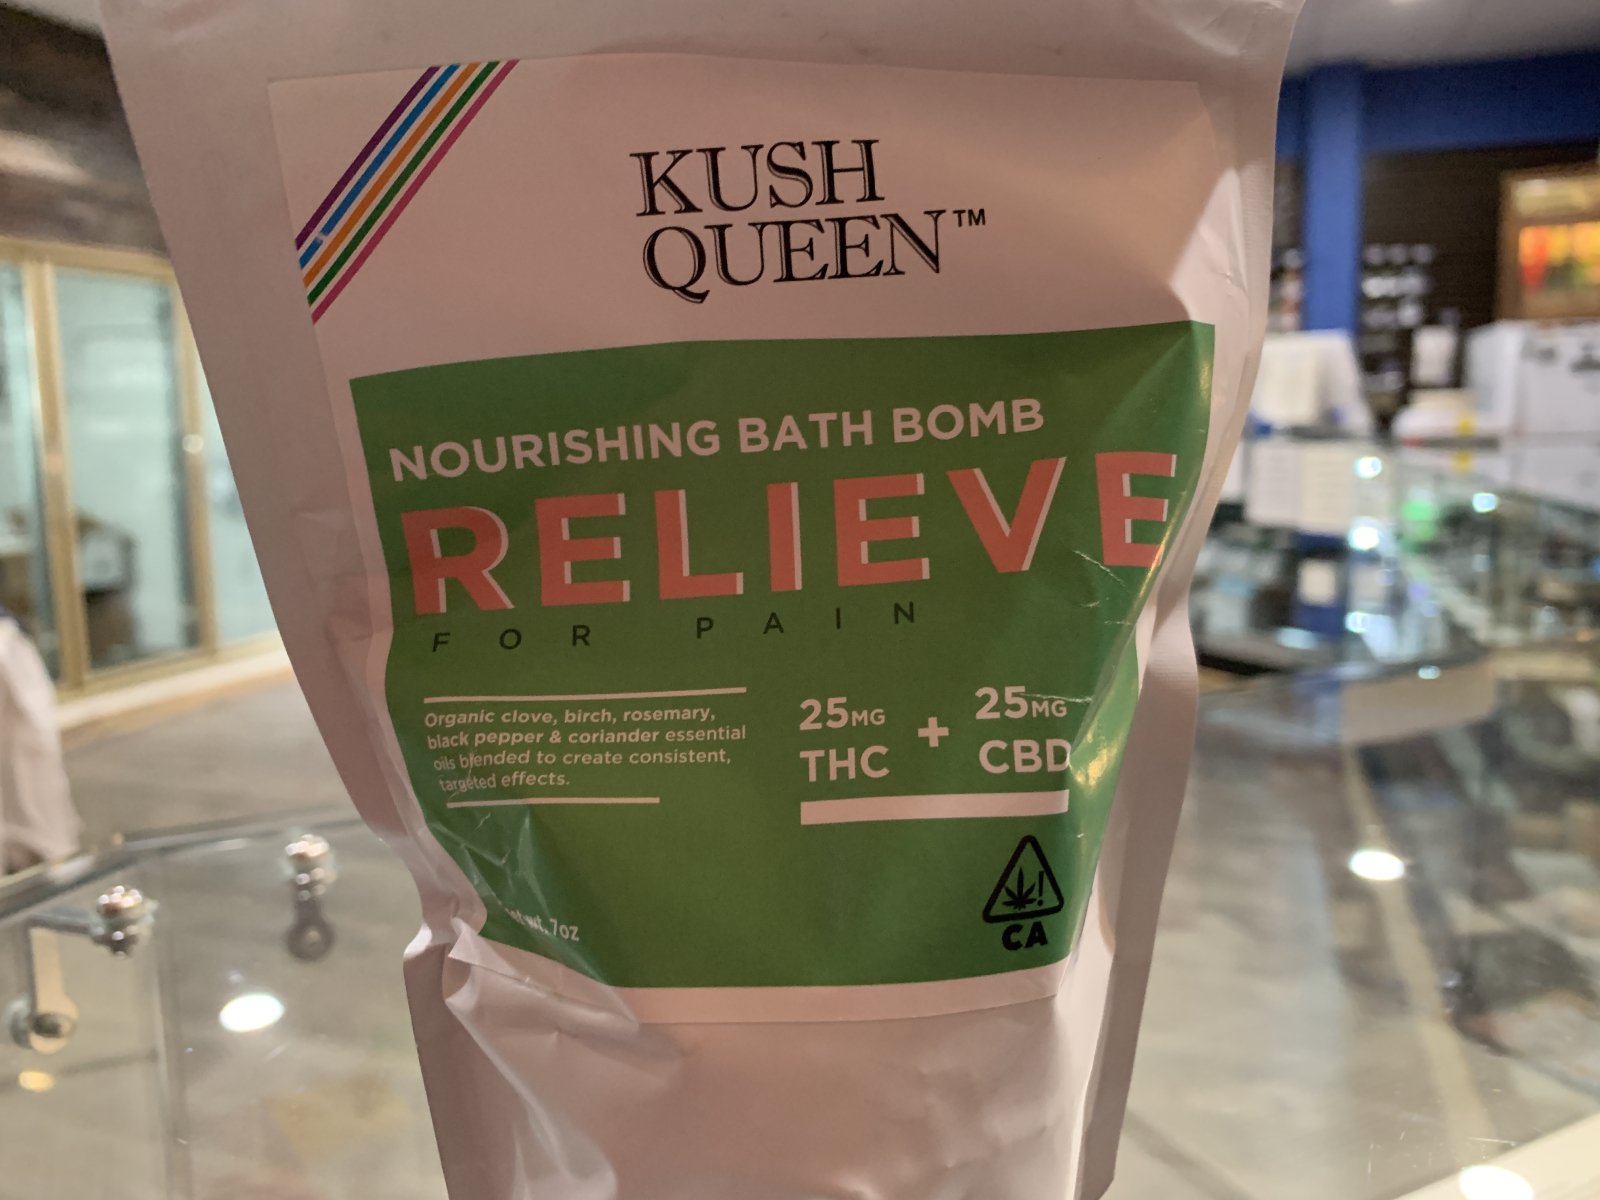 KUSH
QUEEN™
NOURISHING BATH BOMB
RELIEVE
FOR PAIN
Organic clove, birch, rosemary,
black pepper & coriander essential
oils blended to create consistent,
targeted effects.
25MG THC + 25MG CBD
wt. 7oz
!
CA